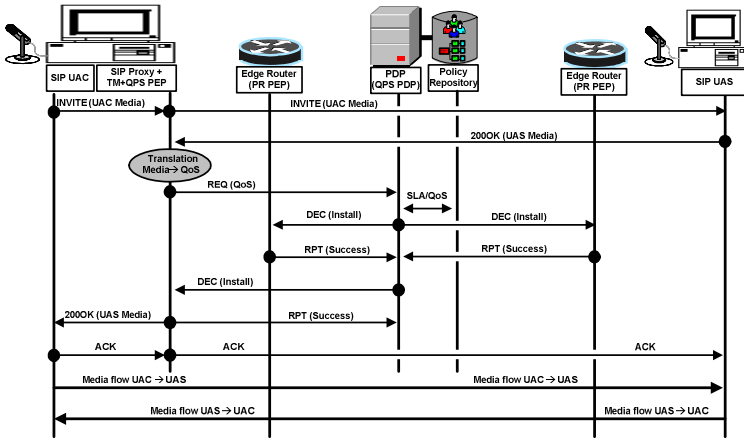 SIP UAC
SIP Proxy +
TM+QPS PEP
Edge Router
(PR PEP)
PDP
(QPS PDP)
Policy
Repository
Edge Router
(PR PEP)
SIP UAS
INVITE (UAC Media)
INVITE (UAC Media)
200OK (UAS Media)
Translation
Media→ QoS
REQ (QoS)
SLA/QoS
DEC (Install)
DEC (Install)
RPT (Success)
RPT (Success)
DEC (Install)
200OK (UAS Media)
RPT (Success)
ACK
ACK
ACK
Media flow UAC → UAS
Media flow UAC → UAS
Media flow UAS → UAC
Media flow UAS → UAC